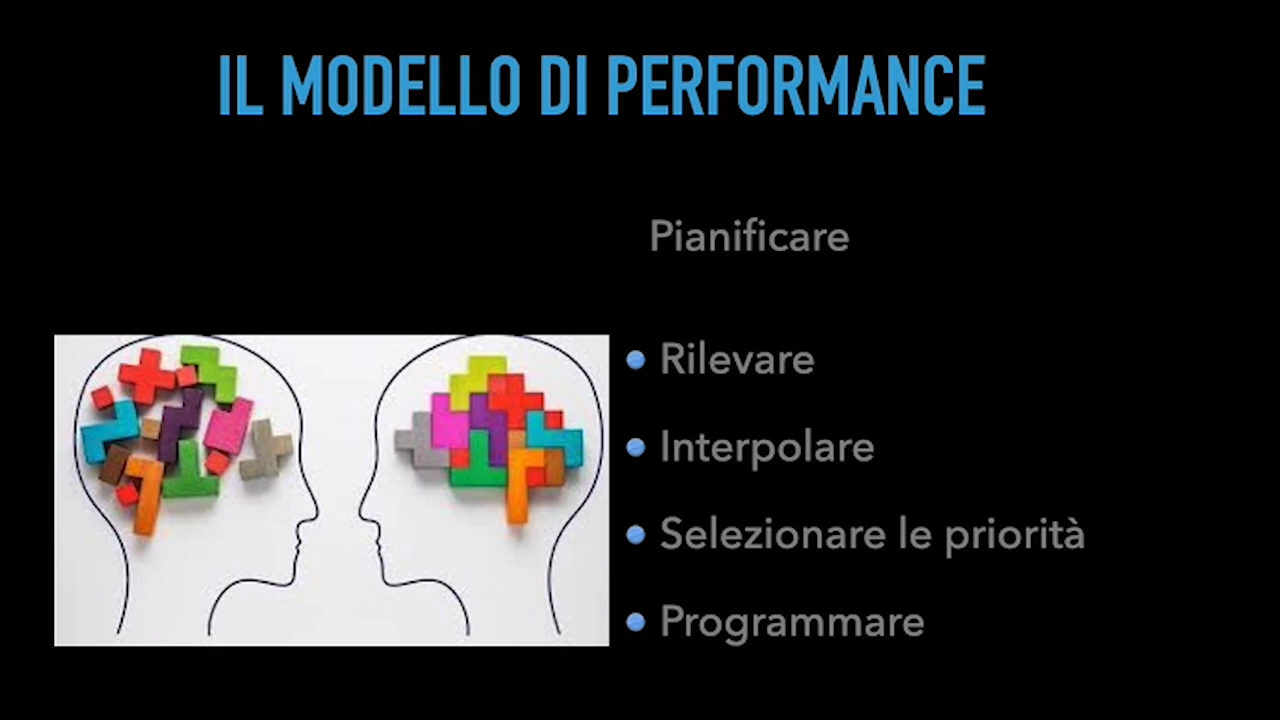 IL MODELLO DI PERFORMANCE
Pianificare
Rilevare
Interpolare
Selezionare le priorità
Programmare